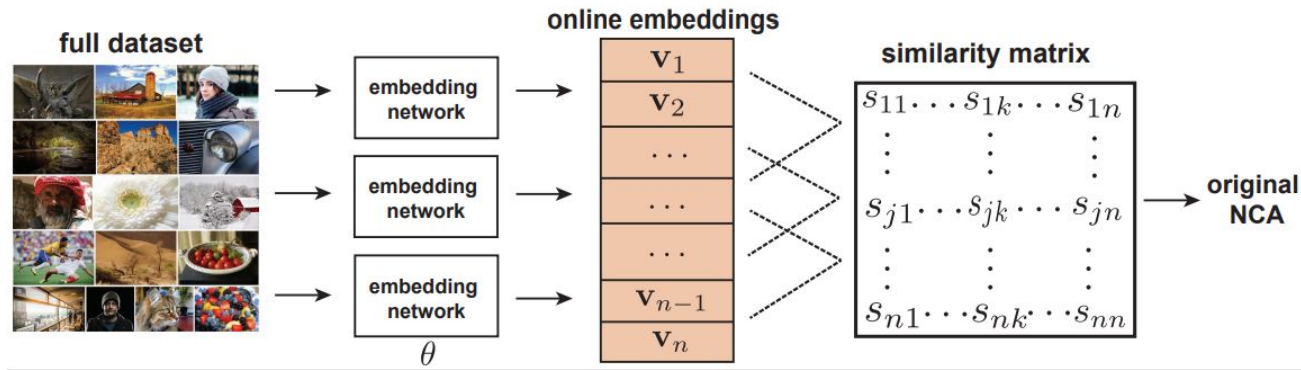 full dataset
embedding
network
embedding
network
embedding
network
θ
online embeddings
v₁
v₂
...
...
...
vₙ₋₁
vₙ
similarity matrix
s₁₁ ... s₁ₖ ... s₁ₙ
⋮ ⋮ ⋮
sⱼ₁ ... sⱼₖ ... sⱼₙ
⋮ ⋮ ⋮
sₙ₁ ... sₙₖ ... sₙₙ
original
NCA